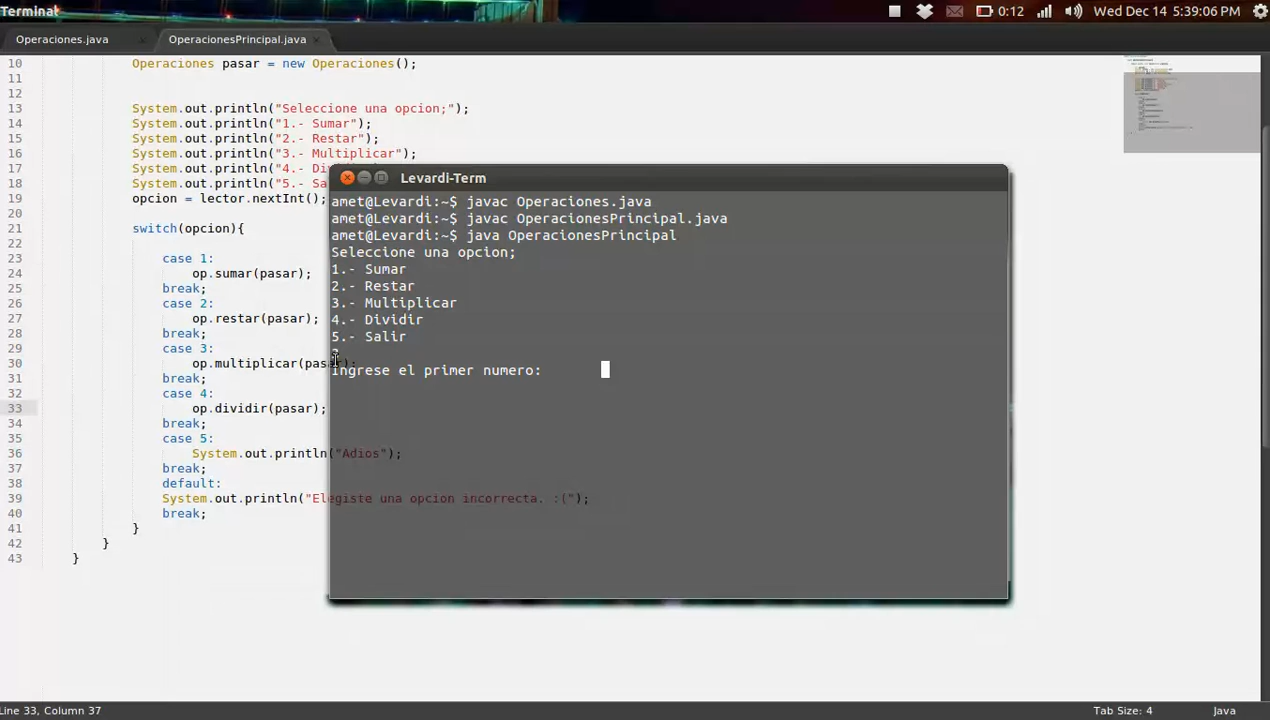 Terminal
0:12
Wed Dec 14 5:39:06 PM
Operaciones.java
OperacionesPrincipal.java
10 Operaciones pasar = new Operaciones();
11
12
13 System.out.println("Seleccione una opcion;");
14 System.out.println("1.- Sumar");
15 System.out.println("2.- Restar");
16 System.out.println("3.- Multiplicar");
17 System.out.println("4.- Di
18 System.out.println("5.- Sa
19 opcion = lector.nextInt();
20
21 switch(opcion){
22
23 case 1:
24 op.sumar(pasar);
25 break;
26 case 2:
27 op.restar(pasar);
28 break;
29 case 3:
30 op.multiplicar(pasar);
31 break;
32 case 4:
33 op.dividir(pasar);
34 break;
35 case 5:
36 System.out.println("Adios");
37 break;
38 default:
39 System.out.println("Elegiste una opcion incorrecta. :(");
40 break;
41 }
42 }
43 }
Levardi-Term
amet@Levardi:~$ javac Operaciones.java
amet@Levardi:~$ javac OperacionesPrincipal.java
amet@Levardi:~$ java OperacionesPrincipal
Seleccione una opcion;
1.- Sumar
2.- Restar
3.- Multiplicar
4.- Dividir
5.- Salir
Ingrese el primer numero:
Line 33, Column 37
Tab Size: 4
Java